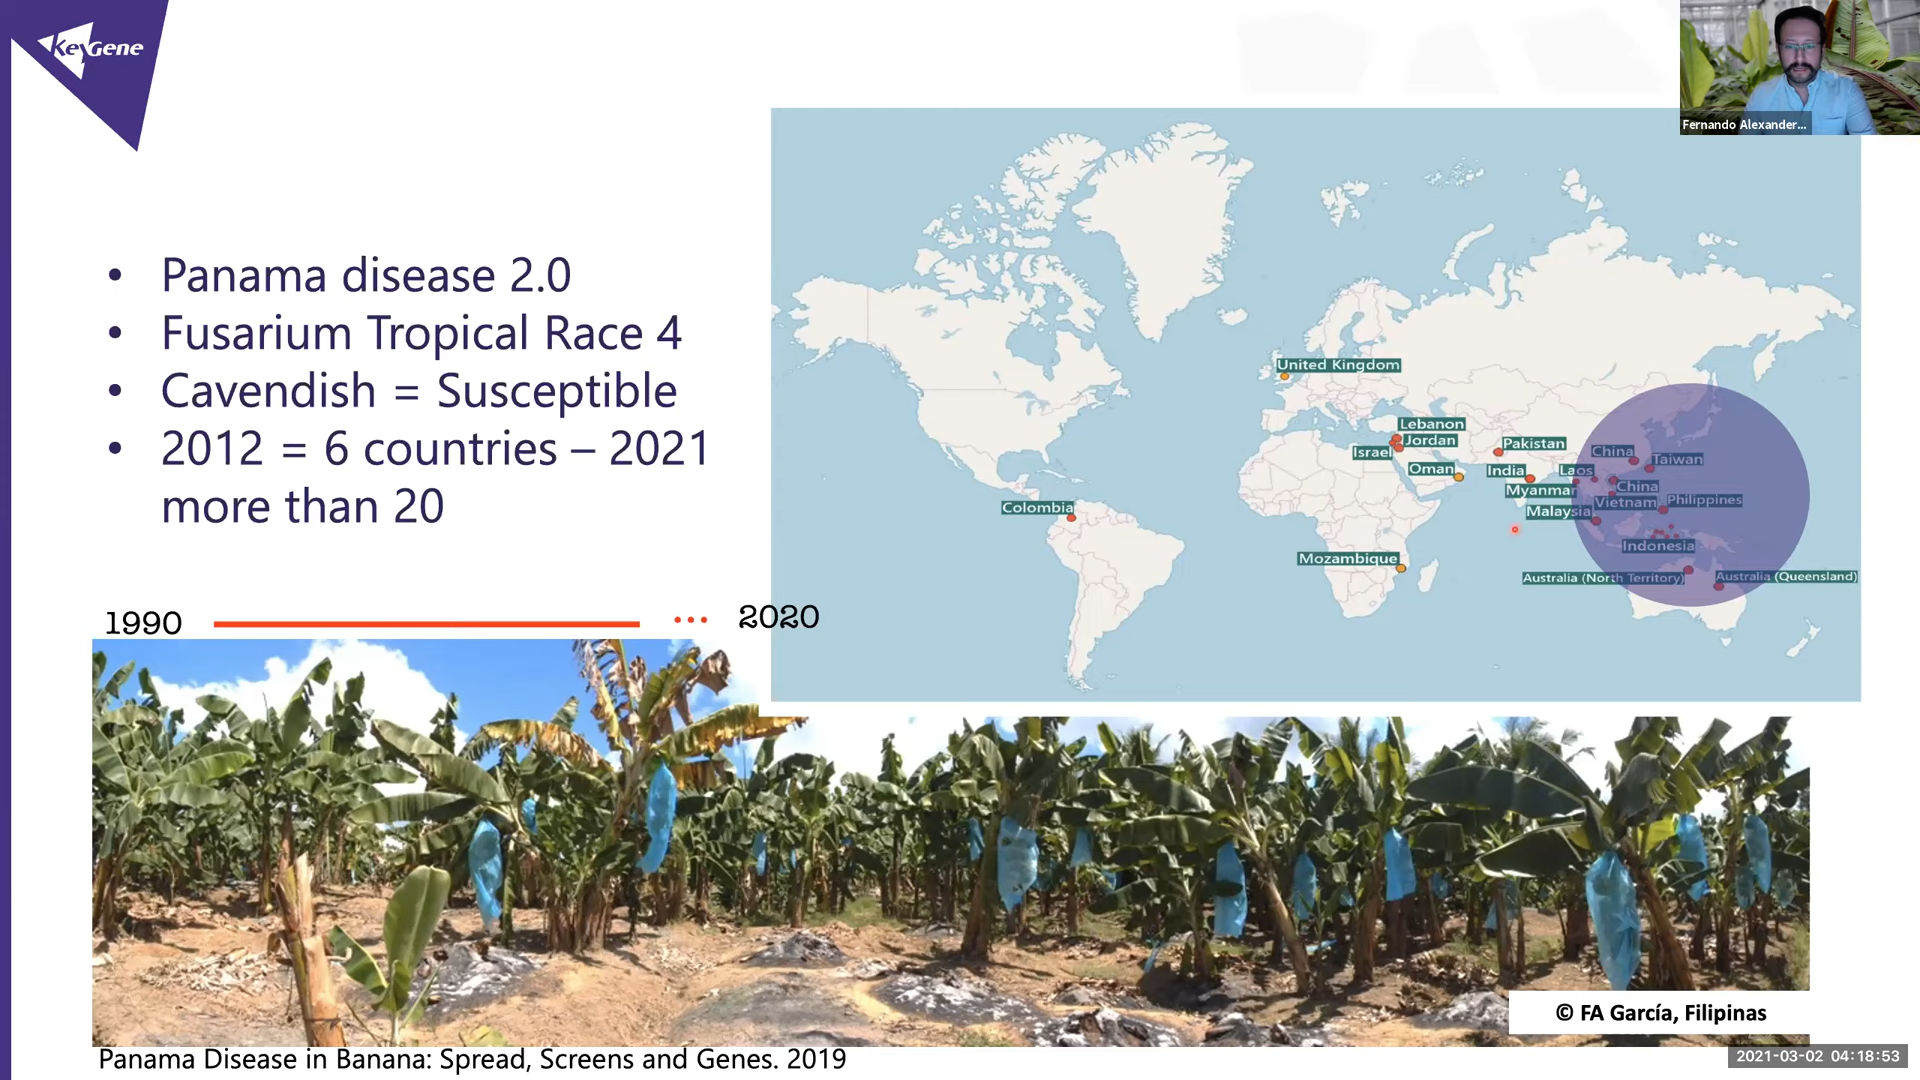 KeyGene
Fernando Alexander...
• Panama disease 2.0
• Fusarium Tropical Race 4
• Cavendish = Susceptible
• 2012 = 6 countries – 2021
more than 20
United Kingdom
Lebanon
Jordan
Israel
Pakistan
China
Taiwan
Oman
India
Laos
Myanmar
China
Vietnam
Philippines
Colombia
Malaysia
Indonesia
Mozambique
Australia (North Territory)
Australia (Queensland)
1990
... 2020
© FA García, Filipinas
Panama Disease in Banana: Spread, Screens and Genes. 2019
2021-03-02 04:18:53